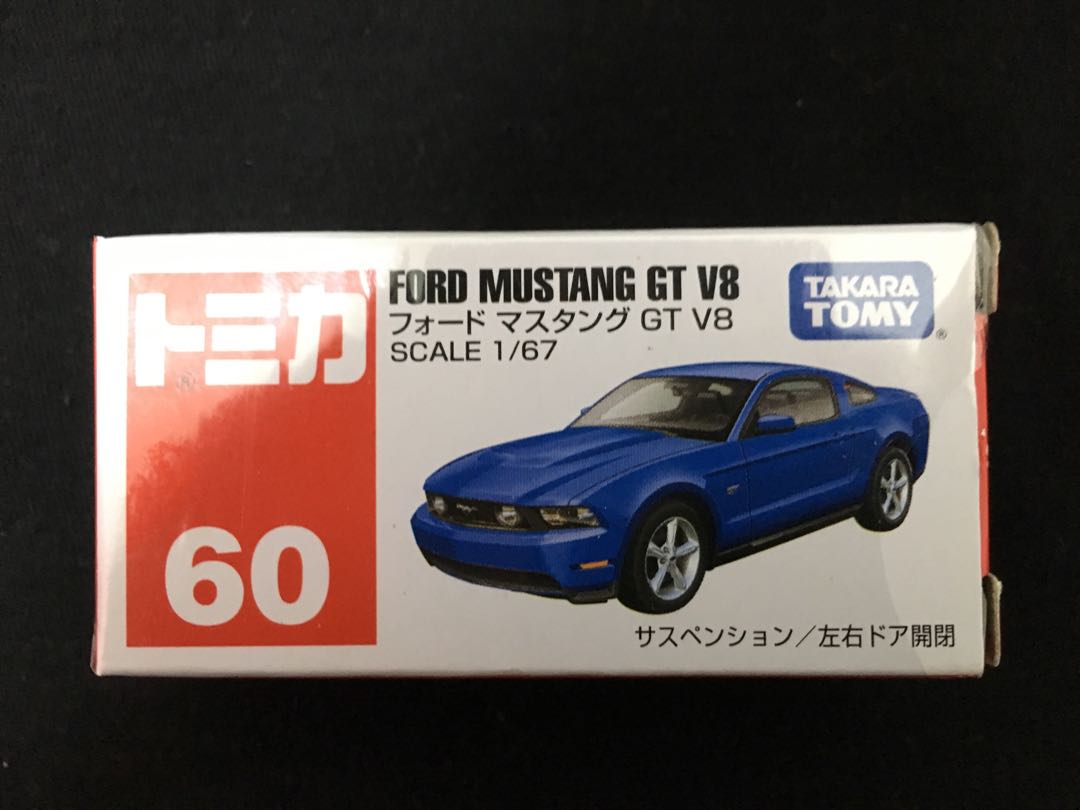 トミカ
®
60
FORD MUSTANG GT V8
フォード マスタング GT V8
SCALE 1/67
TAKARA
TOMY
®
サスペンション／左右ドア開閉